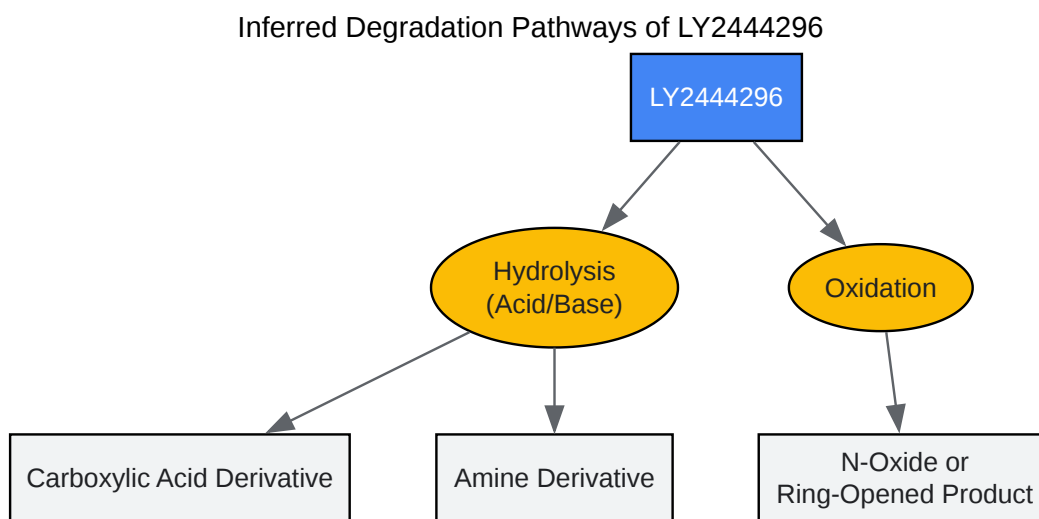 Inferred Degradation Pathways of LY2444296
LY2444296
Hydrolysis
(Acid/Base)
Oxidation
Carboxylic Acid Derivative
Amine Derivative
N-Oxide or
Ring-Opened Product